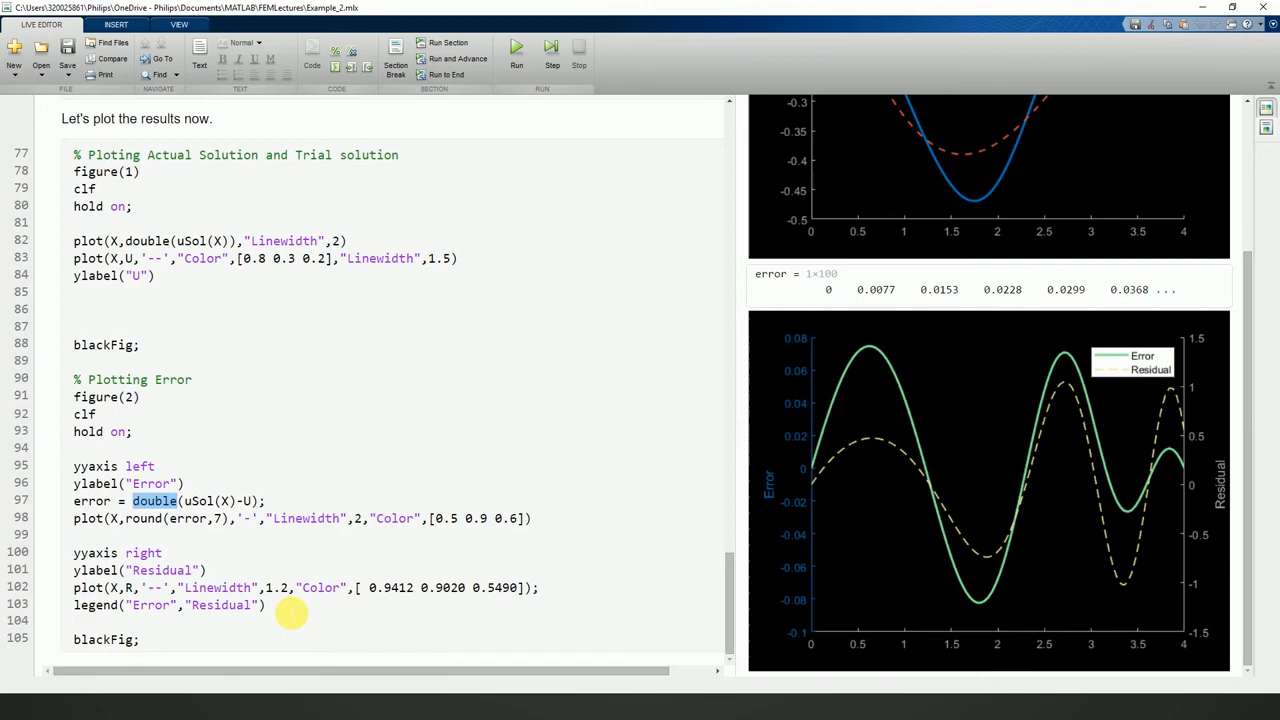 C:\Users\320025861\OneDrive - Philips\Documents\MATLAB\FEMLectures\Example_2.mlx
LIVE EDITOR INSERT VIEW
New Open Save Find Files Compare Print
Go To Find
Text Normal B I U M
Code
Section Break
Run Section
Run and Advance
Run to End
Run Step Stop
FILE NAVIGATE TEXT CODE SECTION RUN
Let's plot the results now.
77 % Ploting Actual Solution and Trial solution
78 figure(1)
79 clf
80 hold on;
81
82 plot(X,double(uSol(X)),"Linewidth",2)
83 plot(X,U,'--',"Color",[0.8 0.3 0.2],"Linewidth",1.5)
84 ylabel("U")
85
86
87
88 blackFig;
89
90 % Plotting Error
91 figure(2)
92 clf
93 hold on;
94
95 yyaxis left
96 ylabel("Error")
97 error = double(uSol(X)-U);
98 plot(X,round(error,7),'-',"Linewidth",2,"Color",[0.5 0.9 0.6])
99
100 yyaxis right
101 ylabel("Residual")
102 plot(X,R,'--',"Linewidth",1.2,"Color",[ 0.9412 0.9020 0.5490]);
103 legend("Error","Residual")
104
105 blackFig;
-0.3
-0.35
-0.4
-0.45
-0.5
0 0.5 1 1.5 2 2.5 3 3.5 4
error = 1×100
0 0.0077 0.0153 0.0228 0.0299 0.0368 ...
0.08
0.06
0.04
0.02
0
-0.02
-0.04
-0.06
-0.08
-0.1
Error
Error
Residual
1.5
1
0.5
0
-0.5
-1
-1.5
Residual
0 0.5 1 1.5 2 2.5 3 3.5 4